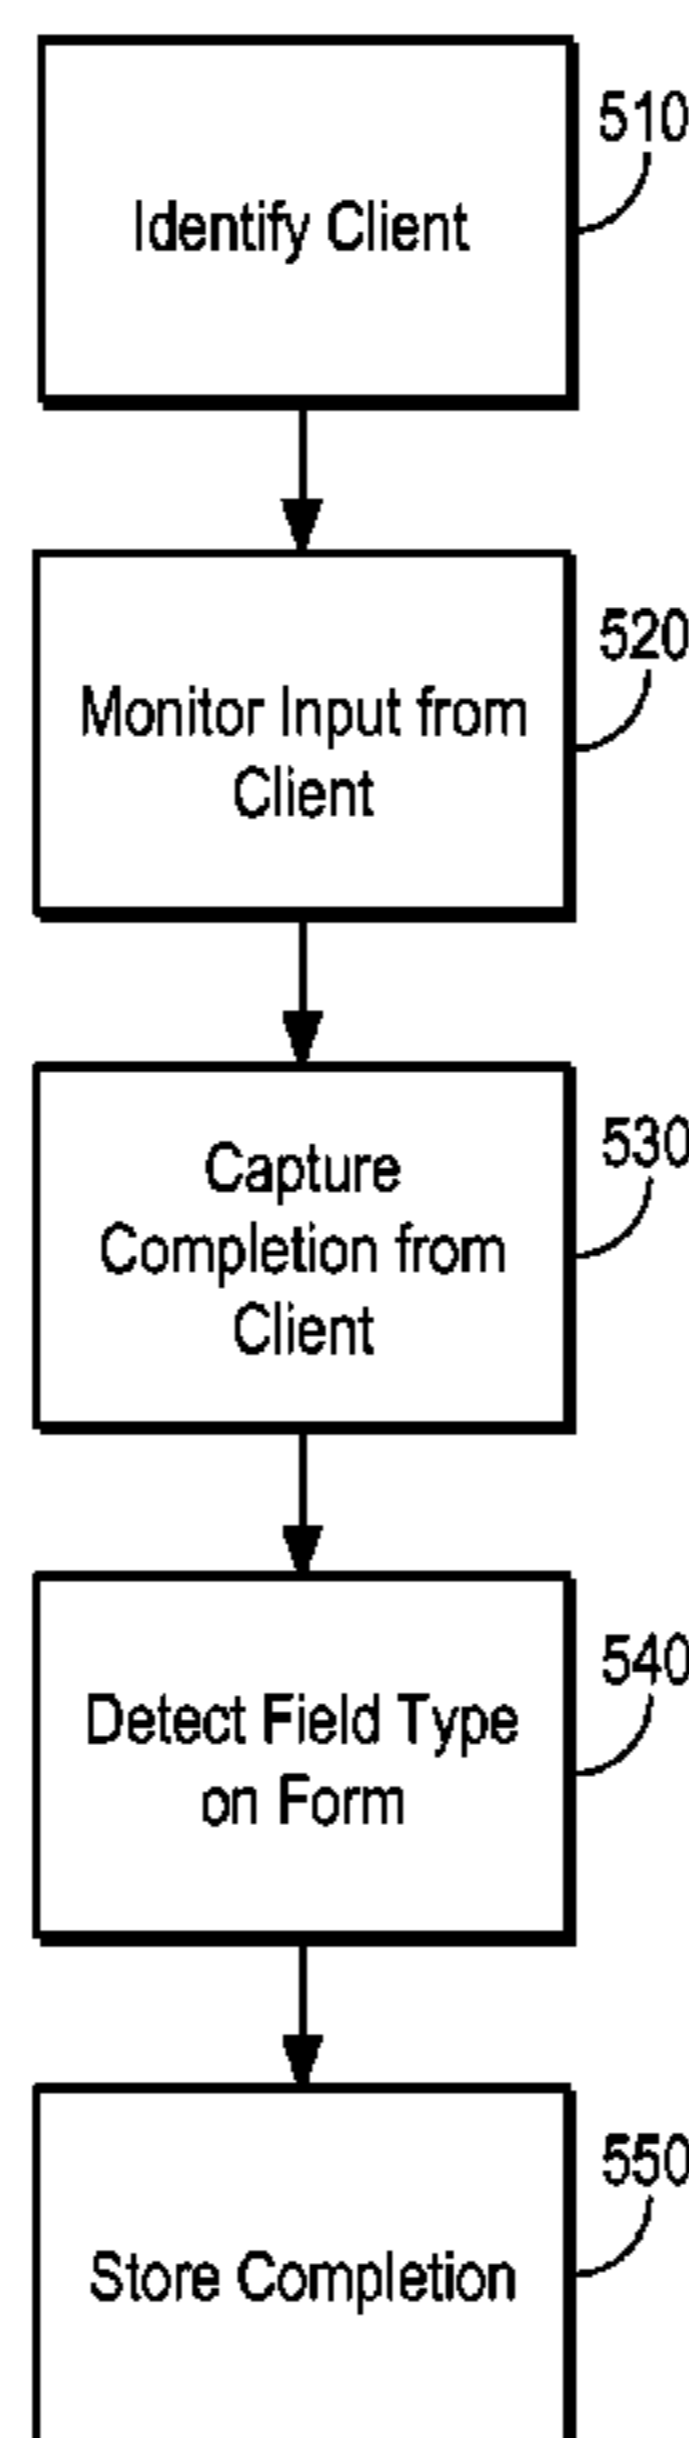 510
Identify Client
520
Monitor Input from
Client
530
Capture
Completion from
Client
540
Detect Field Type
on Form
550
Store Completion